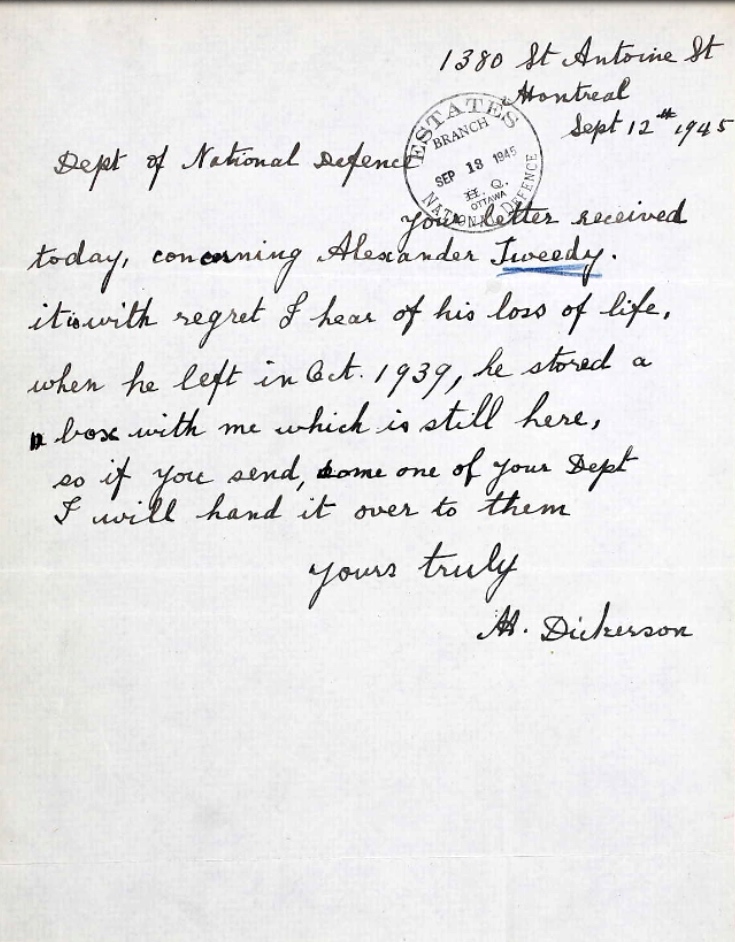 1380 St Antoine St
Montreal
Sept 12th 1945
ESTATES
BRANCH
SEP 13 1945
H. Q.
OTTAWA
NATIONAL DEFENCE
Dept of National Defence
your letter received
today, concerning Alexander Tweedy.
it is with regret I hear of his loss of life,
when he left in Oct. 1939, he stored a
box with me which is still here,
so if you send, some one of your Dept
I will hand it over to them
yours truly
H. Dickerson